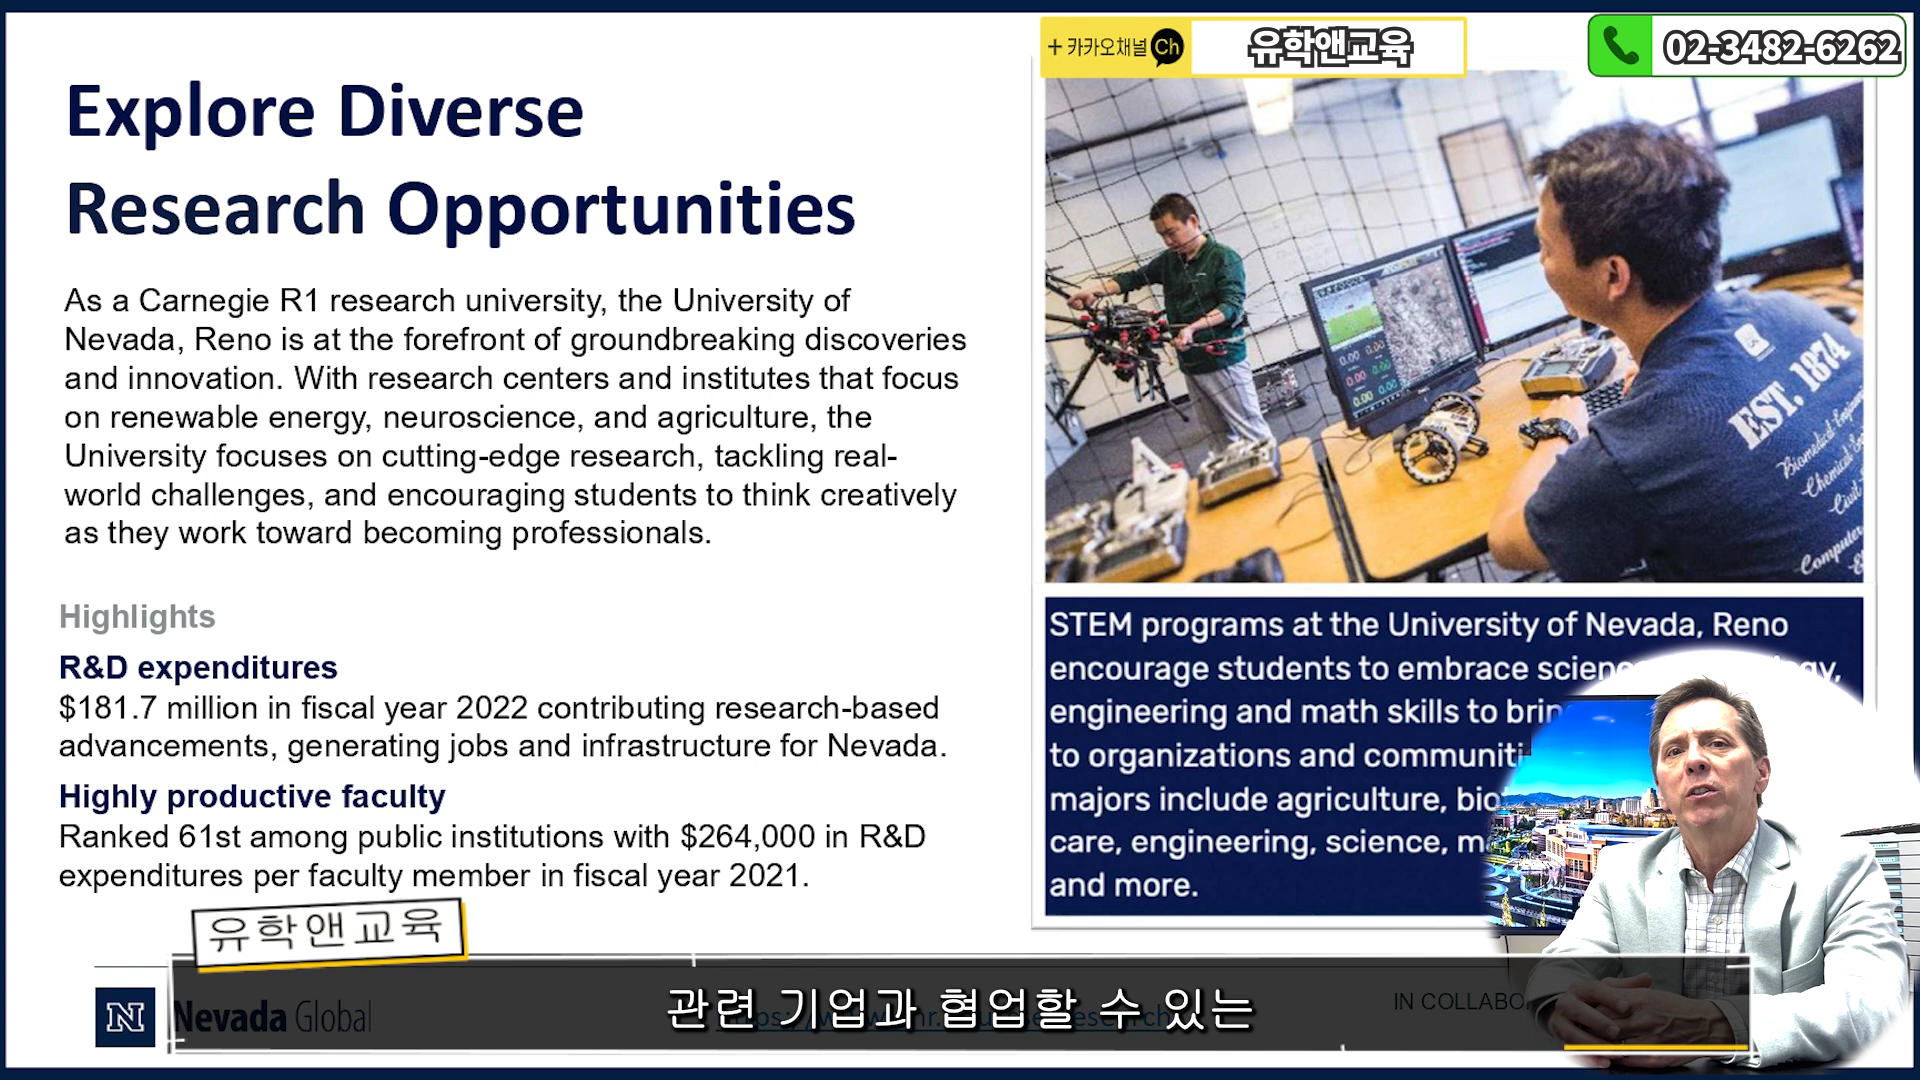 + 카카오채널 Ch
유학앤교육
02-3482-6262
Explore Diverse
Research Opportunities
As a Carnegie R1 research university, the University of
Nevada, Reno is at the forefront of groundbreaking discoveries
and innovation. With research centers and institutes that focus
on renewable energy, neuroscience, and agriculture, the
University focuses on cutting-edge research, tackling real-
world challenges, and encouraging students to think creatively
as they work toward becoming professionals.
Highlights
R&D expenditures
$181.7 million in fiscal year 2022 contributing research-based
advancements, generating jobs and infrastructure for Nevada.
Highly productive faculty
Ranked 61st among public institutions with $264,000 in R&D
expenditures per faculty member in fiscal year 2021.
EST. 1874
Biomedical
Chemical
Civil
Computer
STEM programs at the University of Nevada, Reno
encourage students to embrace
engineering and math skills to
to organizations and
majors include agriculture,
care, engineering, science,
and more.
유학앤교육
N Nevada Global
관련 기업과 협업할 수 있는
IN